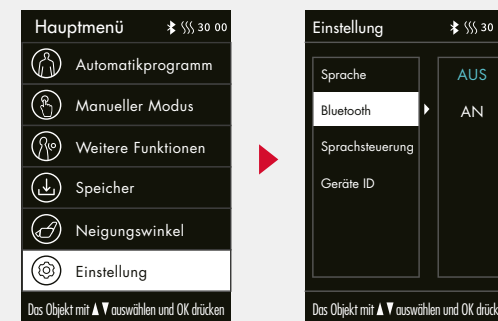 Hauptmenü 30 00
Automatikprogramm
Manueller Modus
Weitere Funktionen
Speicher
Neigungswinkel
Einstellung
Das Objekt mit ▲▼ auswählen und OK drücken
Einstellung 30
Sprache
Bluetooth
Sprachsteuerung
Geräte ID
AUS
AN
Das Objekt mit ▲▼ auswählen und OK drück